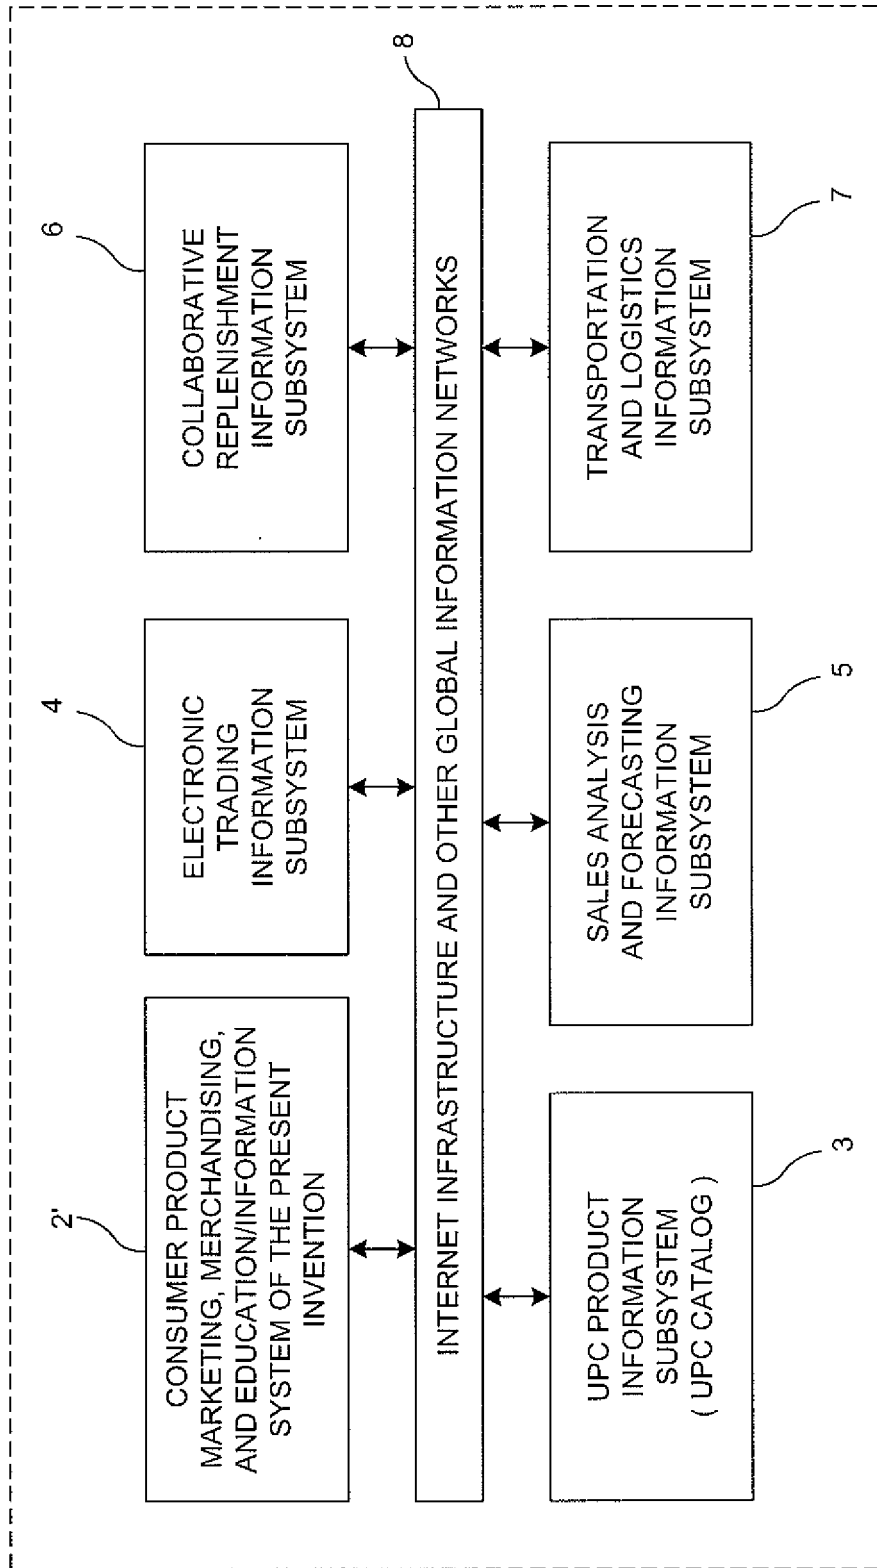 2'
CONSUMER PRODUCT
MARKETING, MERCHANDISING,
AND EDUCATION/INFORMATION
SYSTEM OF THE PRESENT
INVENTION
4
ELECTRONIC
TRADING
INFORMATION
SUBSYSTEM
6
COLLABORATIVE
REPLENISHMENT
INFORMATION
SUBSYSTEM
8
INTERNET INFRASTRUCTURE AND OTHER GLOBAL INFORMATION NETWORKS
UPC PRODUCT
INFORMATION
SUBSYSTEM
( UPC CATALOG )
3
SALES ANALYSIS
AND FORECASTING
INFORMATION
SUBSYSTEM
5
TRANSPORTATION
AND LOGISTICS
INFORMATION
SUBSYSTEM
7